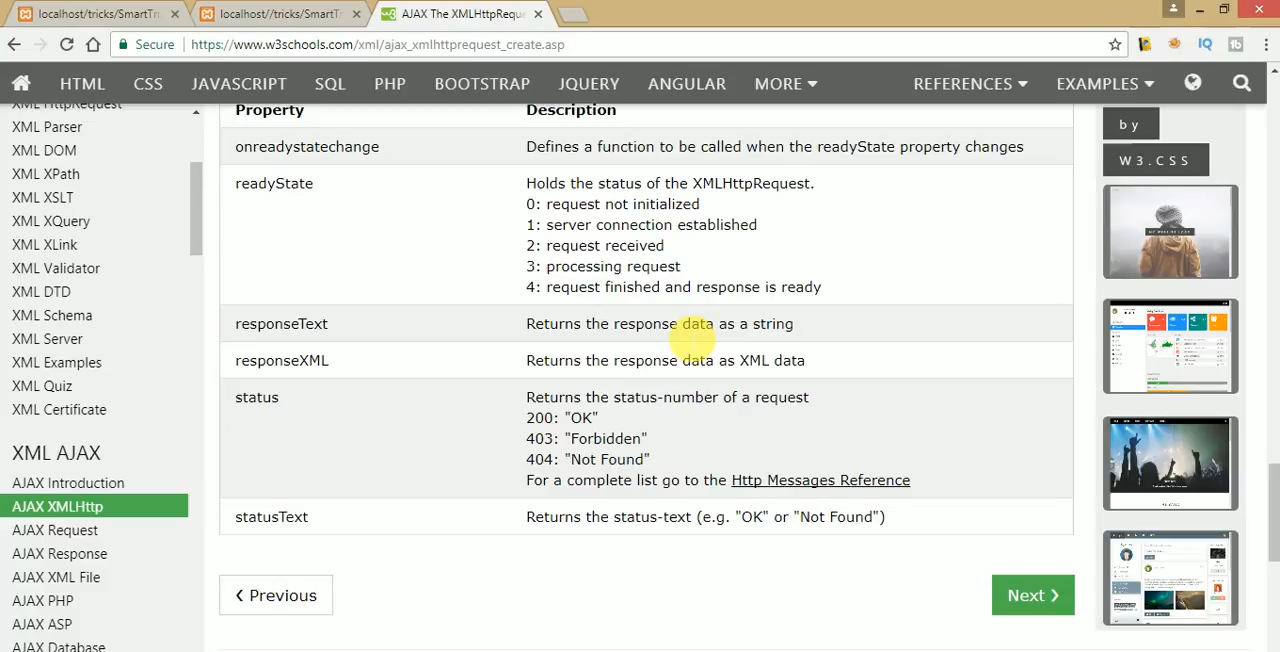 localhost/tricks/SmartTri
localhost//tricks/SmartT
AJAX The XMLHttpRequ
Secure
https://www.w3schools.com/xml/ajax_xmlhttprequest_create.asp
HTML CSS JAVASCRIPT SQL PHP BOOTSTRAP JQUERY ANGULAR MORE REFERENCES EXAMPLES
XML HttpRequest
XML Parser
XML DOM
XML XPath
XML XSLT
XML XQuery
XML XLink
XML Validator
XML DTD
XML Schema
XML Server
XML Examples
XML Quiz
XML Certificate
XML AJAX
AJAX Introduction
AJAX XMLHttp
AJAX Request
AJAX Response
AJAX XML File
AJAX PHP
AJAX ASP
AJAX Database
Property Description
onreadystatechange Defines a function to be called when the readyState property changes
readyState Holds the status of the XMLHttpRequest.
0: request not initialized
1: server connection established
2: request received
3: processing request
4: request finished and response is ready
responseText Returns the response data as a string
responseXML Returns the response data as XML data
status Returns the status-number of a request
200: "OK"
403: "Forbidden"
404: "Not Found"
For a complete list go to the Http Messages Reference
statusText Returns the status-text (e.g. "OK" or "Not Found")
❮ Previous
Next ❯
by
W3.CSS